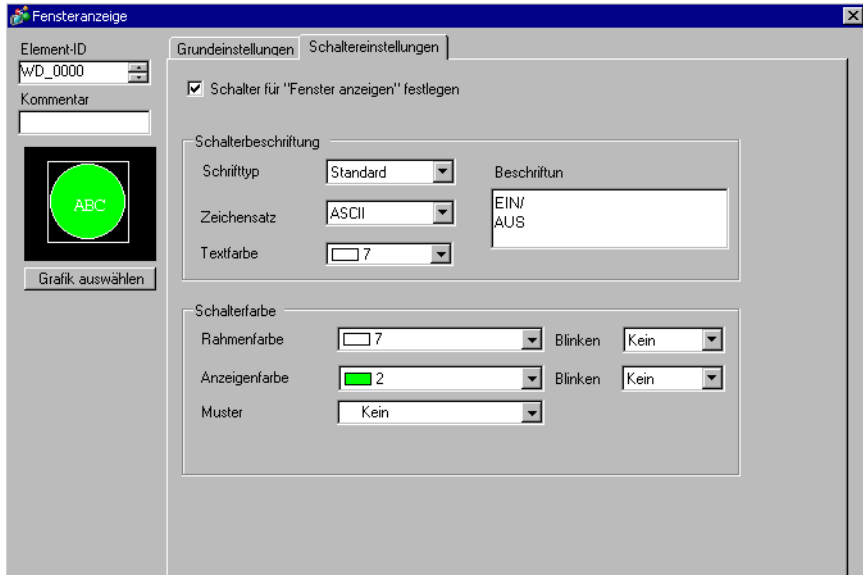 Fensteranzeige
Element-ID
WD_0000
Kommentar
ABC
Grafik auswählen
Grundeinstellungen
Schaltereinstellungen
Schalter für "Fenster anzeigen" festlegen
Schalterbeschriftung
Schrifttyp
Standard
Beschriftun
Zeichensatz
ASCII
EIN/
AUS
Textfarbe
7
Schalterfarbe
Rahmenfarbe
7
Blinken
Kein
Anzeigenfarbe
2
Blinken
Kein
Muster
Kein